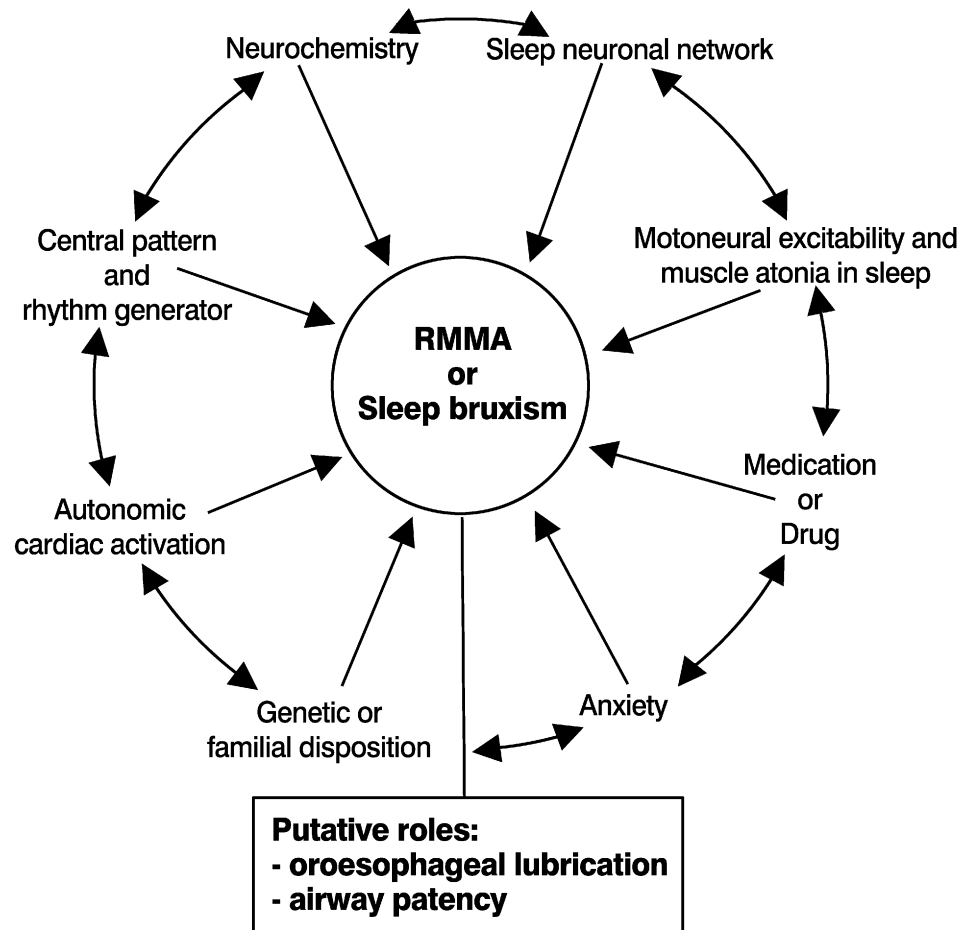 Neurochemistry
Sleep neuronal network
Central pattern
and
rhythm generator
Motoneural excitability and
muscle atonia in sleep
RMMA
or
Sleep bruxism
Autonomic
cardiac activation
Medication
or
Drug
Genetic or
familial disposition
Anxiety
Putative roles:
- oroesophageal lubrication
- airway patency